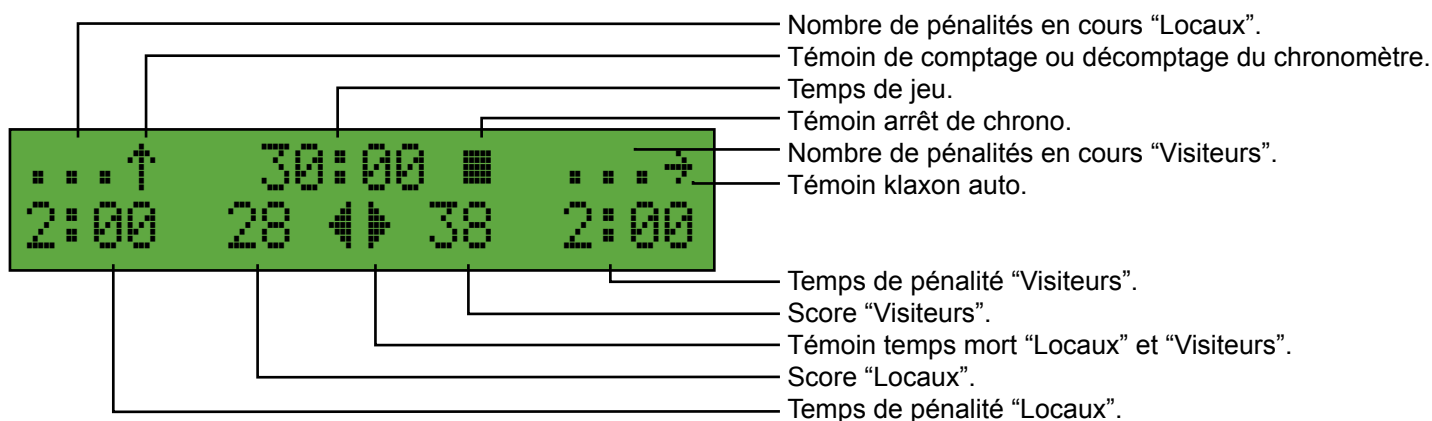 Nombre de pénalités en cours “Locaux”.
Témoin de comptage ou décomptage du chronomètre.
Temps de jeu.
Témoin arrêt de chrono.
Nombre de pénalités en cours “Visiteurs”.
Témoin klaxon auto.
...↑ 30:00 ■ ...→
2:00 28 ◀▶ 38 2:00
Temps de pénalité “Visiteurs”.
Score “Visiteurs”.
Témoin temps mort “Locaux” et “Visiteurs”.
Score “Locaux”.
Temps de pénalité “Locaux”.